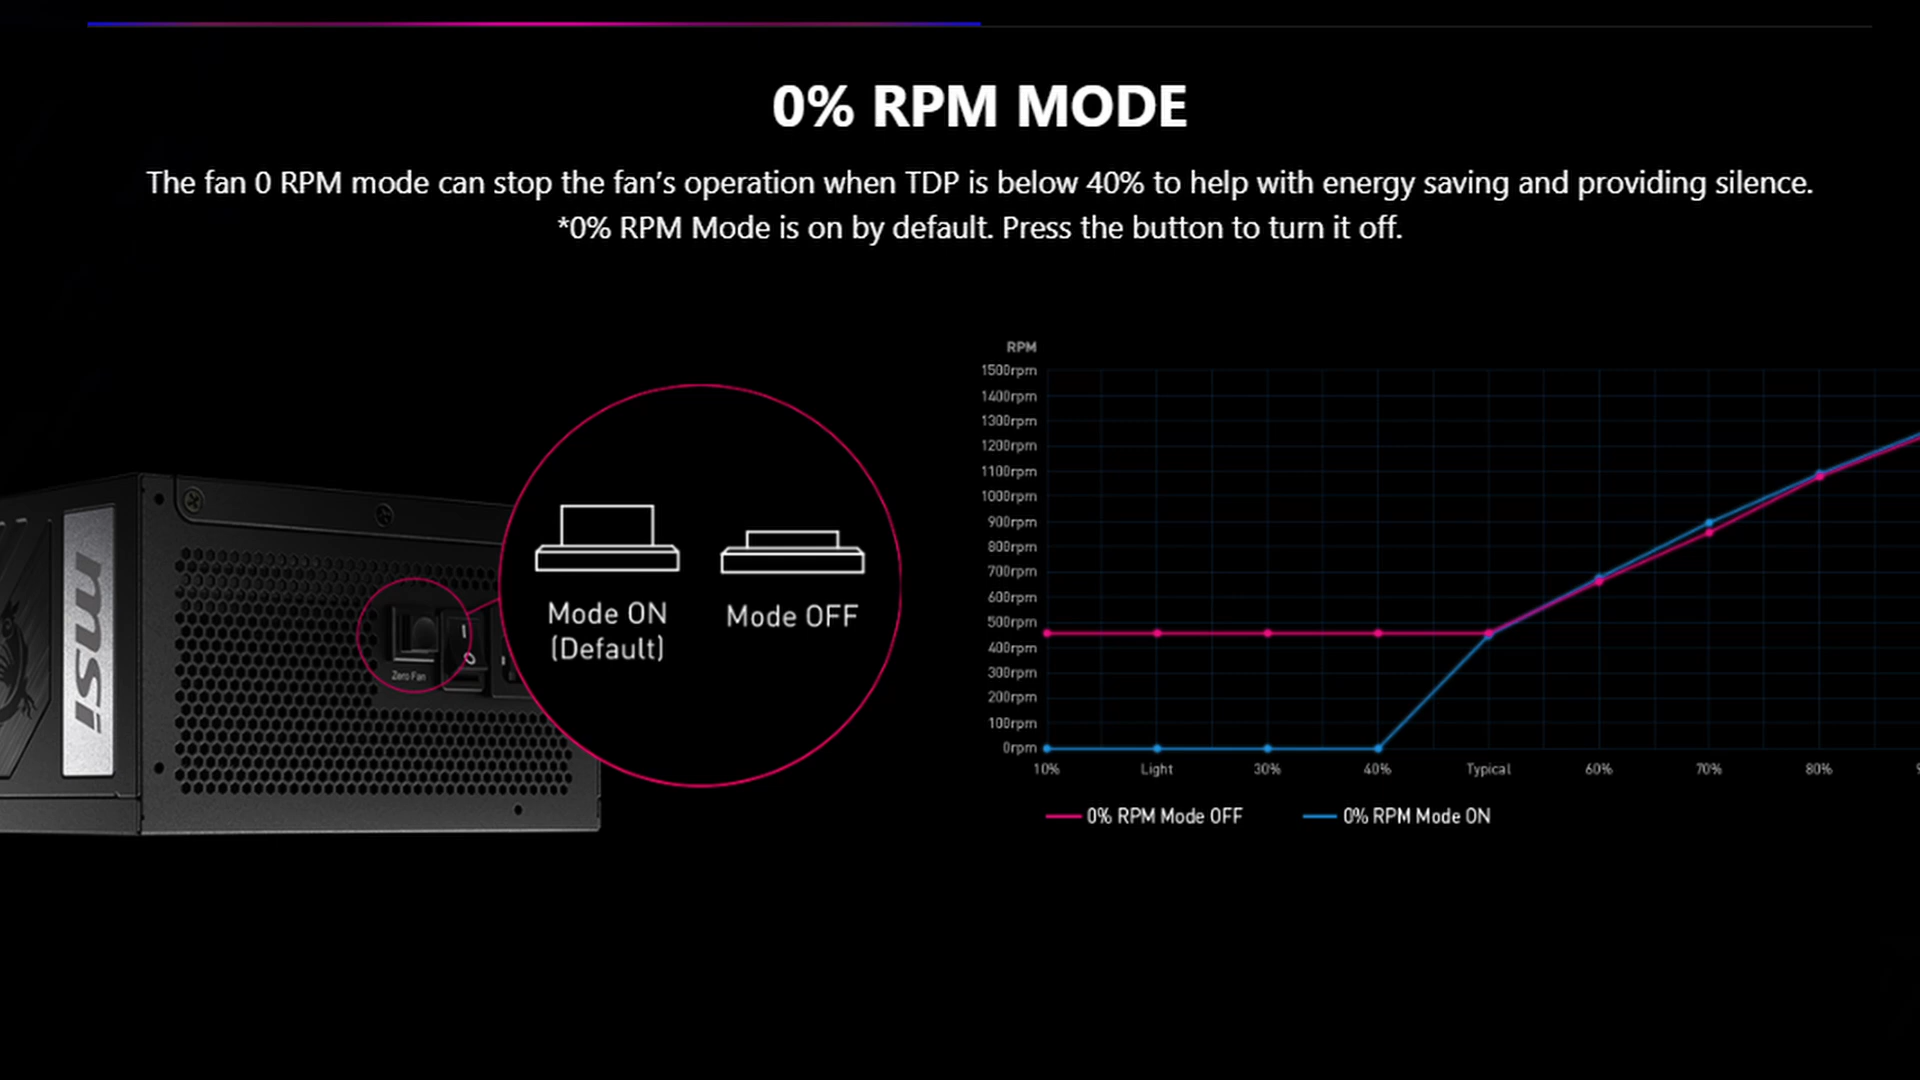 0% RPM MODE
The fan 0 RPM mode can stop the fan’s operation when TDP is below 40% to help with energy saving and providing silence.
*0% RPM Mode is on by default. Press the button to turn it off.
msi
Zero Fan
Mode ON
(Default)
Mode OFF
RPM
1500rpm
1400rpm
1300rpm
1200rpm
1100rpm
1000rpm
900rpm
800rpm
700rpm
600rpm
500rpm
400rpm
300rpm
200rpm
100rpm
0rpm
10% Light 30% 40% Typical 60% 70% 80%
0% RPM Mode OFF 0% RPM Mode ON